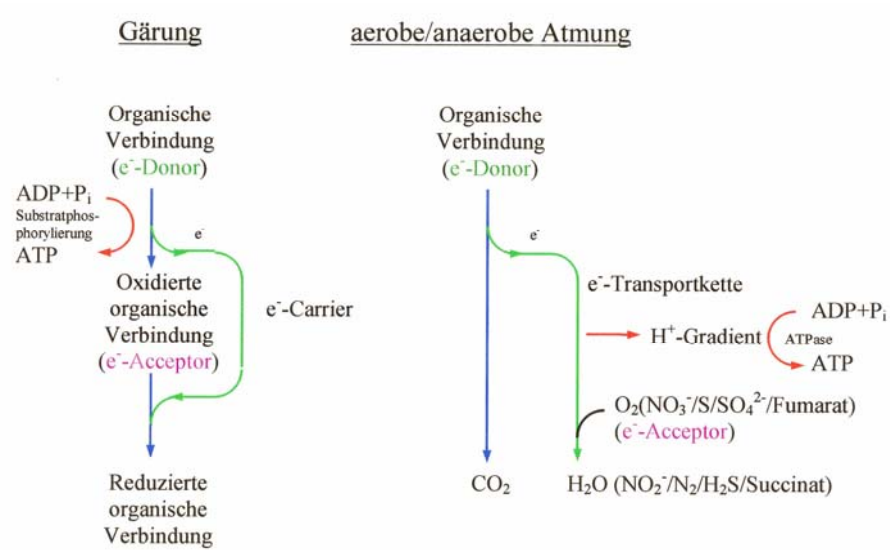 Gärung
aerobe/anaerobe Atmung
Organische
Verbindung
(e⁻-Donor)
ADP+Pᵢ
Substratphos-
phorylierung
ATP
e⁻
Oxidierte
organische
Verbindung
(e⁻-Acceptor)
e⁻-Carrier
Reduzierte
organische
Verbindung
Organische
Verbindung
(e⁻-Donor)
e⁻
e⁻-Transportkette
H⁺-Gradient
ADP+Pᵢ
ATPase
ATP
O₂(NO₃⁻/S/SO₄²⁻/Fumarat)
(e⁻-Acceptor)
CO₂
H₂O (NO₂⁻/N₂/H₂S/Succinat)